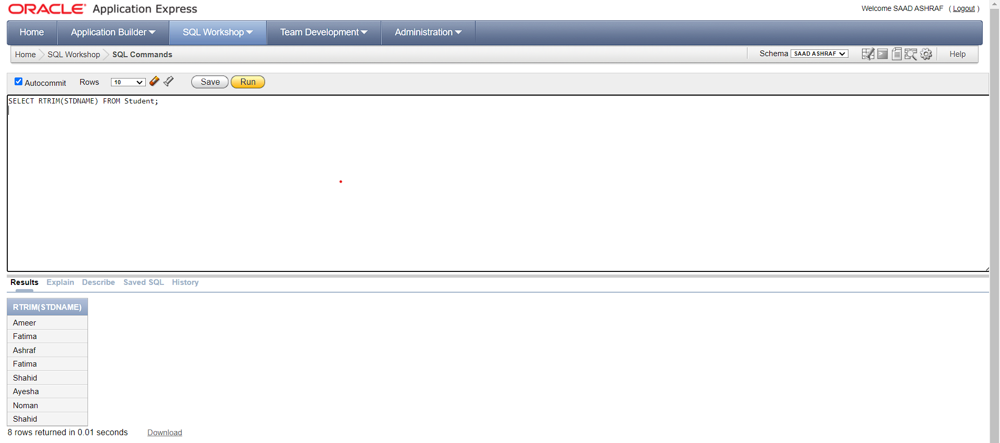 ORACLE® Application Express
Welcome SAAD ASHRAF ( Logout )
Home Application Builder SQL Workshop Team Development Administration
Home SQL Workshop SQL Commands Schema SAAD ASHRAF Help
Autocommit Rows 10 Save Run
SELECT RTRIM(STDNAME) FROM Student;
Results Explain Describe Saved SQL History
RTRIM(STDNAME)
Ameer
Fatima
Ashraf
Fatima
Shahid
Ayesha
Noman
Shahid
8 rows returned in 0.01 seconds Download